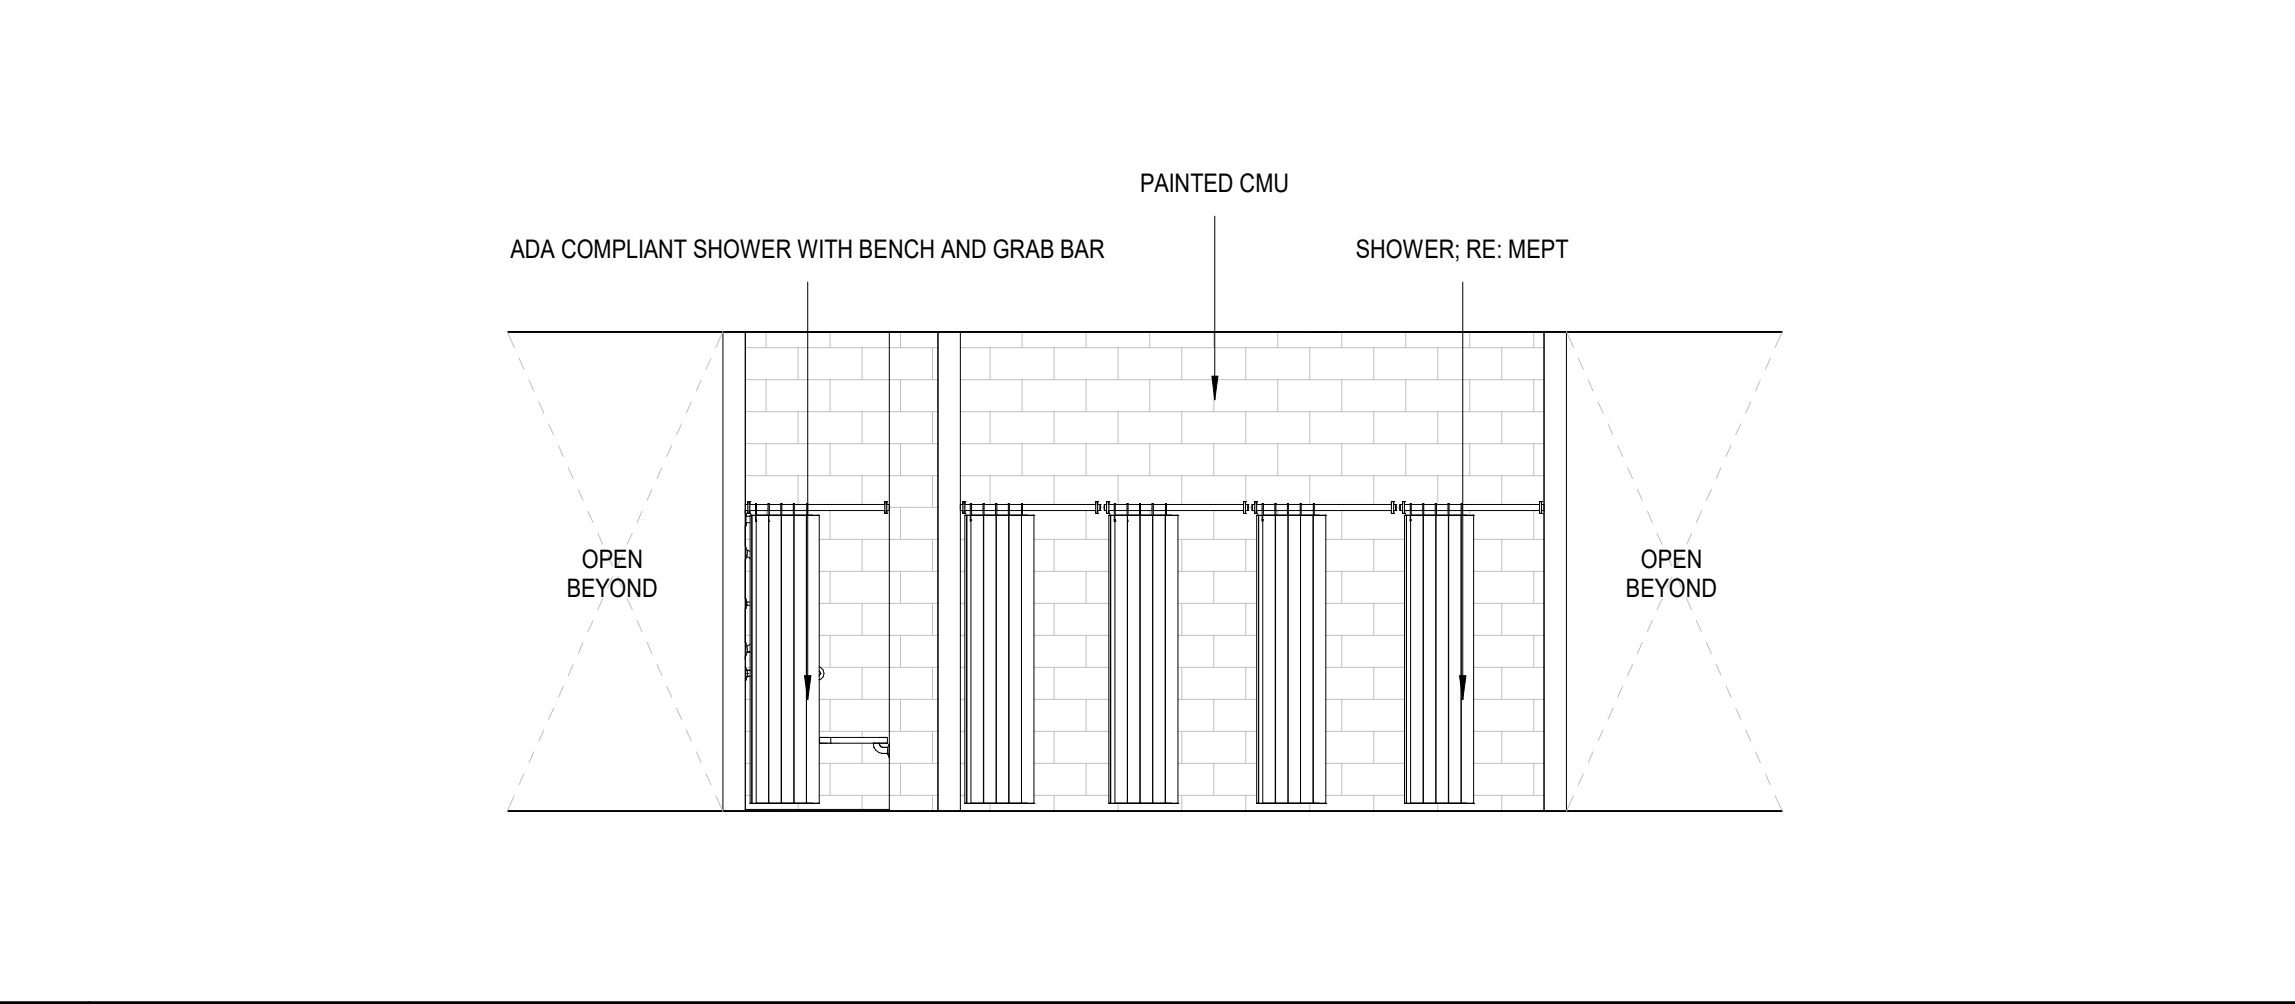 PAINTED CMU
ADA COMPLIANT SHOWER WITH BENCH AND GRAB BAR
SHOWER; RE: MEPT
OPEN
BEYOND
OPEN
BEYOND